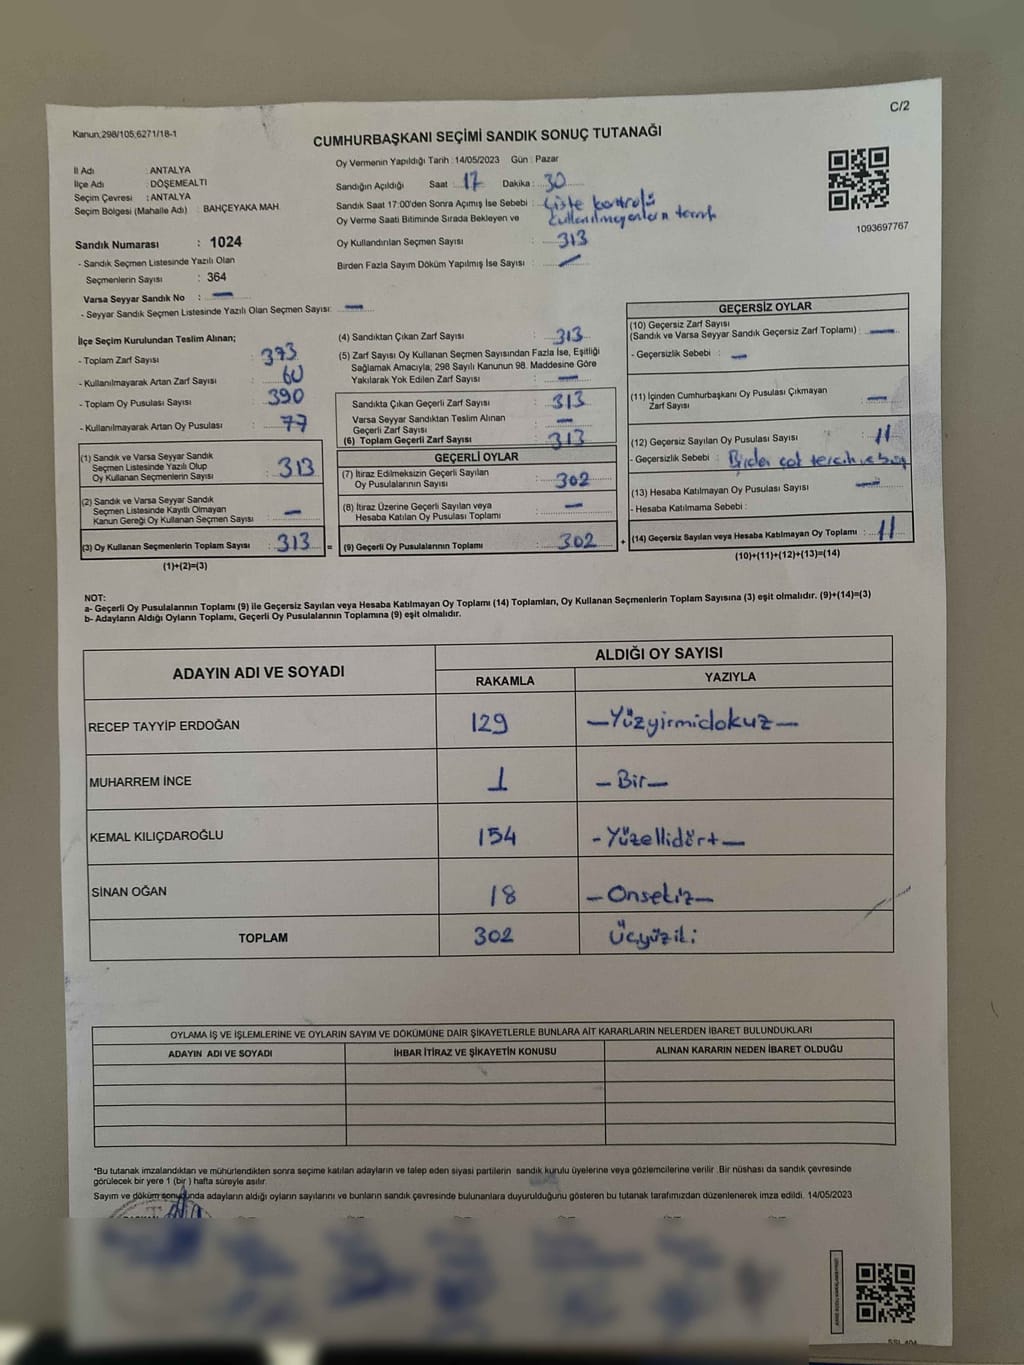 C/2
Kanun;298/105,6271/18-1
CUMHURBAŞKANI SEÇİMİ SANDIK SONUÇ TUTANAĞI
İl Adı : ANTALYA
İlçe Adı : DÖŞEMEALTI
Seçim Çevresi : ANTALYA
Seçim Bölgesi (Mahalle Adı) : BAHÇEYAKA MAH.
Sandık Numarası : 1024
- Sandık Seçmen Listesinde Yazılı Olan
Seçmenlerin Sayısı : 364
Varsa Seyyar Sandık No : —
- Seyyar Sandık Seçmen Listesinde Yazılı Olan Seçmen Sayısı: —
Oy Vermenin Yapıldığı Tarih : 14/05/2023 Gün : Pazar
Sandığın Açıldığı Saat : 17 Dakika : 30
Sandık Saat 17:00'den Sonra Açımış İse Sebebi : Liste kontrolü
Oy Verme Saati Bitiminde Sırada Bekleyen ve kullanılmayanların
Oy Kullandırılan Seçmen Sayısı : 313
Birden Fazla Sayım Döküm Yapılmış İse Sayısı : —
1093697767
İlçe Seçim Kurulundan Teslim Alınan;
- Toplam Zarf Sayısı : 373
- Kullanılmayarak Artan Zarf Sayısı : 60
- Toplam Oy Pusulası Sayısı : 390
- Kullanılmayarak Artan Oy Pusulası : 77
(1) Sandık ve Varsa Seyyar Sandık
Seçmen Listesinde Yazılı Olup
Oy Kullanan Seçmenlerin Sayısı : 313
(2) Sandık ve Varsa Seyyar Sandık
Seçmen Listesinde Kayıtlı Olmayan
Kanun Gereği Oy Kullanan Seçmen Sayısı : —
(3) Oy Kullanan Seçmenlerin Toplam Sayısı : 313 =
(1)+(2)=(3)
(4) Sandıktan Çıkan Zarf Sayısı : 313
(5) Zarf Sayısı Oy Kullanan Seçmen Sayısından Fazla İse, Eşitliği
Sağlamak Amacıyla; 298 Sayılı Kanunun 98. Maddesine Göre
Yakılarak Yok Edilen Zarf Sayısı : —
Sandıkta Çıkan Geçerli Zarf Sayısı : 313
Varsa Seyyar Sandıktan Teslim Alınan
Geçerli Zarf Sayısı : —
(6) Toplam Geçerli Zarf Sayısı : 313
GEÇERLİ OYLAR
(7) İtiraz Edilmeksizin Geçerli Sayılan
Oy Pusulalarının Sayısı : 302
(8) İtiraz Üzerine Geçerli Sayılan veya
Hesaba Katılan Oy Pusulası Toplamı : —
(9) Geçerli Oy Pusulalarının Toplamı : 302 +
GEÇERSİZ OYLAR
(10) Geçersiz Zarf Sayısı
(Sandık ve Varsa Seyyar Sandık Geçersiz Zarf Toplamı) : —
- Geçersizlik Sebebi : —
(11) İçinden Cumhurbaşkanı Oy Pusulası Çıkmayan
Zarf Sayısı : —
(12) Geçersiz Sayılan Oy Pusulası Sayısı : 11
- Geçersizlik Sebebi : Birden çok tercih ve boş
(13) Hesaba Katılmayan Oy Pusulası Sayısı : —
- Hesaba Katılmama Sebebi :
(14) Geçersiz Sayılan veya Hesaba Katılmayan Oy Toplamı : 11
(10)+(11)+(12)+(13)=(14)
NOT:
a- Geçerli Oy Pusulalarının Toplamı (9) ile Geçersiz Sayılan veya Hesaba Katılmayan Oy Toplamı (14) Toplamları, Oy Kullanan Seçmenlerin Toplam Sayısına (3) eşit olmalıdır. (9)+(14)=(3)
b- Adayların Aldığı Oyların Toplamı, Geçerli Oy Pusulalarının Toplamına (9) eşit olmalıdır.
ADAYIN ADI VE SOYADI
ALDIĞI OY SAYISI
RAKAMLA YAZIYLA
RECEP TAYYİP ERDOĞAN 129 —Yüzyirmidokuz—
MUHARREM İNCE 1 —Bir—
KEMAL KILIÇDAROĞLU 154 -Yüzellidört—
SİNAN OĞAN 18 —Onsekiz—
TOPLAM 302 Üçyüziki
OYLAMA İŞ VE İŞLEMLERİNE VE OYLARIN SAYIM VE DÖKÜMÜNE DAİR ŞİKAYETLERLE BUNLARA AİT KARARLARIN NELERDEN İBARET BULUNDUKLARI
ADAYIN ADI VE SOYADI İHBAR İTİRAZ VE ŞİKAYETİN KONUSU ALINAN KARARIN NEDEN İBARET OLDUĞU
*Bu tutanak imzalandıktan ve mühürlendikten sonra seçime katılan adayların ve talep eden siyasi partilerin sandık kurulu üyelerine veya gözlemcilerine verilir .Bir nüshası da sandık çevresinde
görülecek bir yere 1 (bir ) hafta süreyle asılır.
Sayım ve döküm sonucunda adayların aldığı oyların sayılarını ve bunların sandık çevresinde bulunanlara duyurulduğunu gösteren bu tutanak tarafımızdan düzenlenerek imza edildi. 14/05/2023